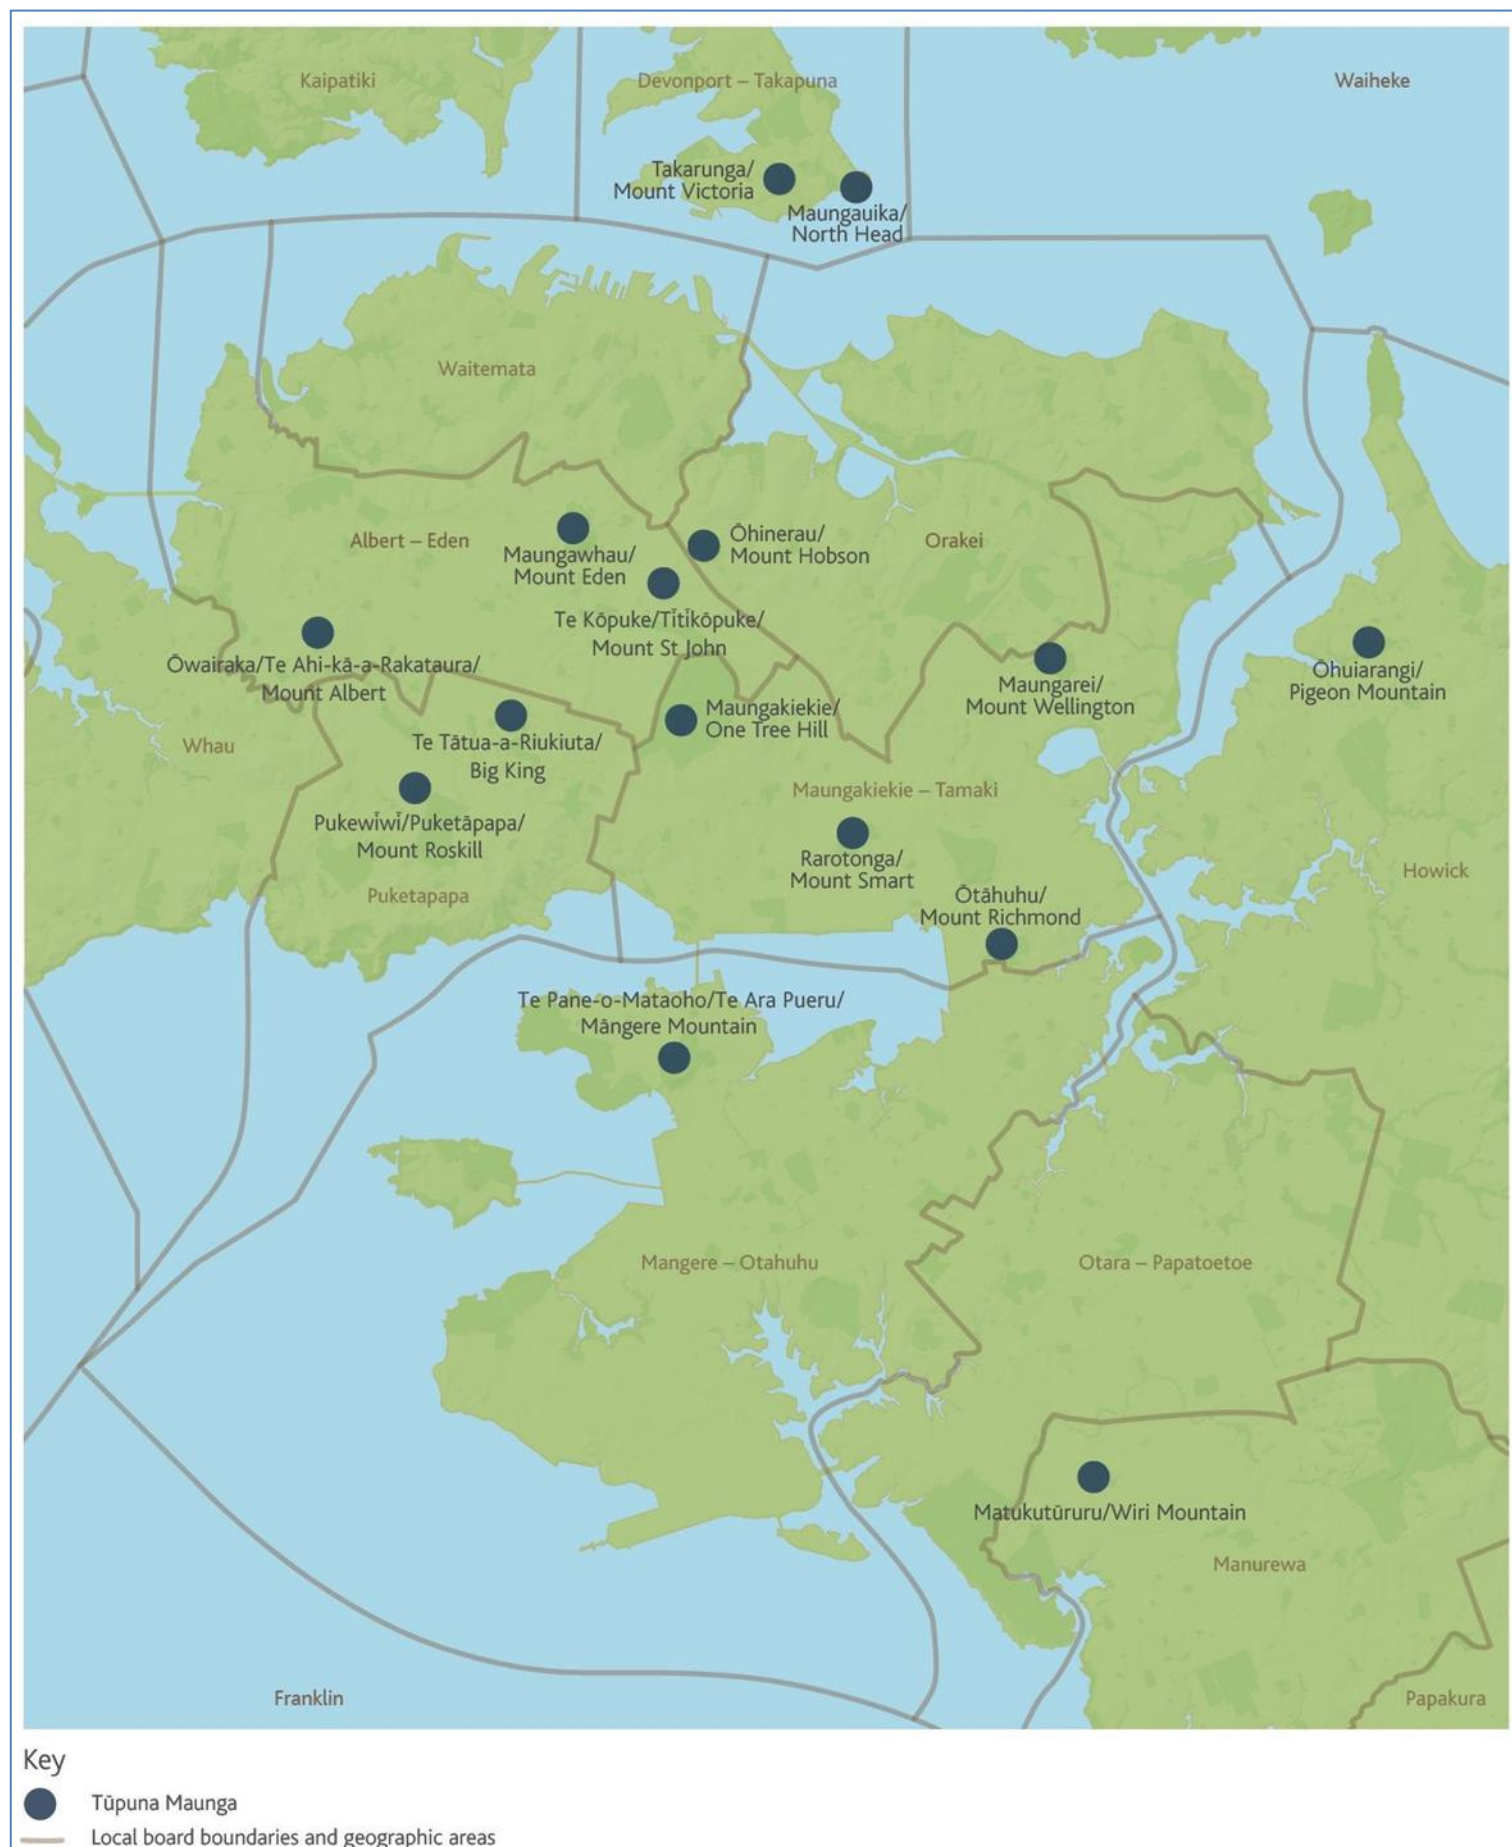 Kaipatiki
Devonport – Takapuna
Waiheke
Takarunga/
Mount Victoria
Maungauika/
North Head
Waitemata
Albert – Eden
Maungawhau/
Mount Eden
Ōhinerau/
Mount Hobson
Orakei
Te Kōpuke/Tītīkōpuke/
Mount St John
Ōwairaka/Te Ahi-kā-a-Rakataura/
Mount Albert
Maungarei/
Mount Wellington
Ōhuiarangi/
Pigeon Mountain
Whau
Te Tātua-a-Riukiuta/
Big King
Maungakiekie/
One Tree Hill
Maungakiekie – Tamaki
Pukewīwī/Puketāpapa/
Mount Roskill
Rarotonga/
Mount Smart
Howick
Puketapapa
Ōtāhuhu/
Mount Richmond
Te Pane-o-Mataoho/Te Ara Pueru/
Māngere Mountain
Mangere – Otahuhu
Otara – Papatoetoe
Matukutūruru/Wiri Mountain
Manurewa
Franklin
Papakura
Key
Tūpuna Maunga
Local board boundaries and geographic areas